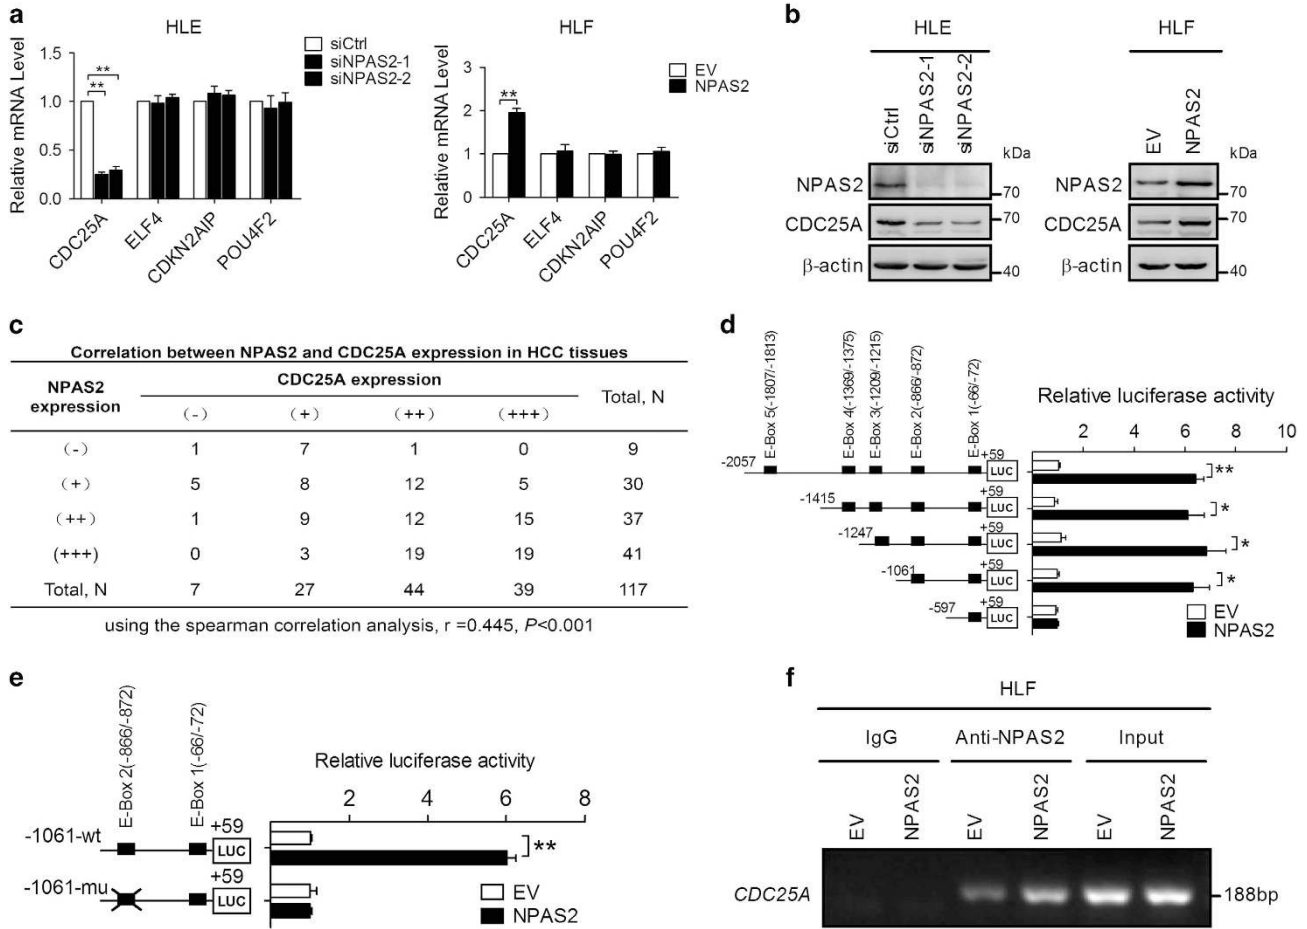 a
HLE
Relative mRNA Level
1.5
1.0
0.5
0.0
**
**
siCtrl
siNPAS2-1
siNPAS2-2
CDC25A
ELF4
CDKN2AIP
POU4F2
HLF
Relative mRNA Level
4
3
2
1
0
**
EV
NPAS2
CDC25A
ELF4
CDKN2AIP
POU4F2
b
HLE
HLF
siCtrl
siNPAS2-1
siNPAS2-2
kDa
EV
NPAS2
kDa
NPAS2
70
NPAS2
70
CDC25A
70
CDC25A
70
β-actin
40
β-actin
40
c
Correlation between NPAS2 and CDC25A expression in HCC tissues
NPAS2 expression
CDC25A expression
Total, N
(-) (+) (++) (+++)
(-) 1 7 1 0 9
(+) 5 8 12 5 30
(++) 1 9 12 15 37
(+++) 0 3 19 19 41
Total, N 7 27 44 39 117
using the spearman correlation analysis, r =0.445, P<0.001
d
E-Box 5(-1807/-1813)
E-Box 4(-1369/-1375)
E-Box 3(-1209/-1215)
E-Box 2(-866/-872)
E-Box 1(-66/-72)
Relative luciferase activity
2 4 6 8 10
-2057 +59 LUC **
-1415 +59 LUC *
-1247 +59 LUC *
-1061 +59 LUC *
-597 +59 LUC
EV
NPAS2
e
E-Box 2(-866/-872)
E-Box 1(-66/-72)
Relative luciferase activity
2 4 6 8
-1061-wt +59 LUC **
-1061-mu +59 LUC
EV
NPAS2
f
HLF
IgG Anti-NPAS2 Input
EV NPAS2 EV NPAS2 EV NPAS2
CDC25A 188bp